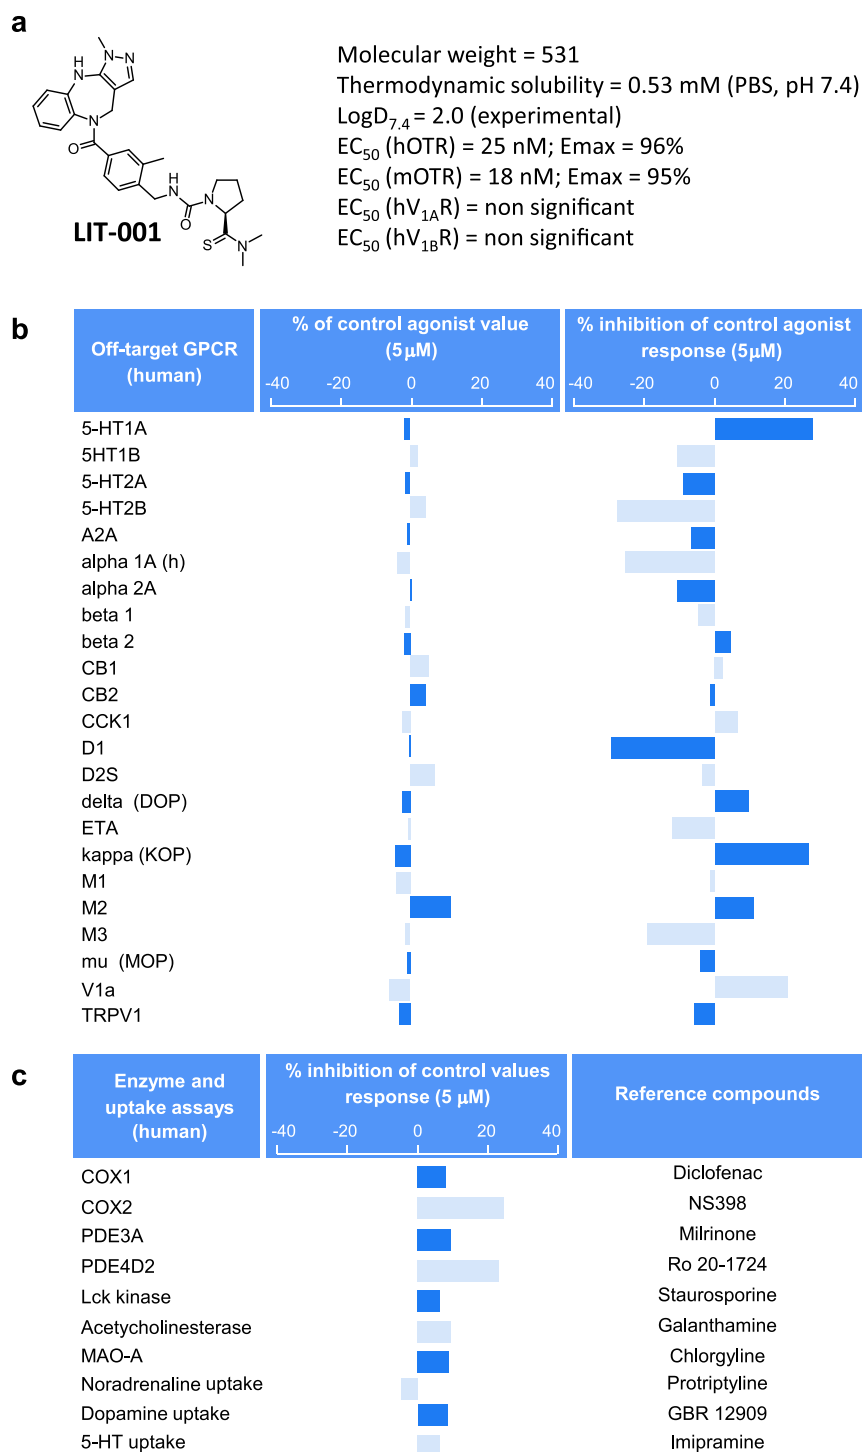 a
CH3
N
N
H
N
N
O
H
N
N
O
S
N
LIT-001
Molecular weight = 531
Thermodynamic solubility = 0.53 mM (PBS, pH 7.4)
LogD7.4 = 2.0 (experimental)
EC50 (hOTR) = 25 nM; Emax = 96%
EC50 (mOTR) = 18 nM; Emax = 95%
EC50 (hV1AR) = non significant
EC50 (hV1BR) = non significant
b
Off-target GPCR
(human)
% of control agonist value
(5µM)
-40 -20 0 20 40
% inhibition of control agonist
response (5µM)
-40 -20 0 20 40
5-HT1A
5HT1B
5-HT2A
5-HT2B
A2A
alpha 1A (h)
alpha 2A
beta 1
beta 2
CB1
CB2
CCK1
D1
D2S
delta (DOP)
ETA
kappa (KOP)
M1
M2
M3
mu (MOP)
V1a
TRPV1
c
Enzyme and
uptake assays
(human)
% inhibition of control values
response (5 µM)
-40 -20 0 20 40
Reference compounds
COX1 Diclofenac
COX2 NS398
PDE3A Milrinone
PDE4D2 Ro 20-1724
Lck kinase Staurosporine
Acetycholinesterase Galanthamine
MAO-A Chlorgyline
Noradrenaline uptake Protriptyline
Dopamine uptake GBR 12909
5-HT uptake Imipramine